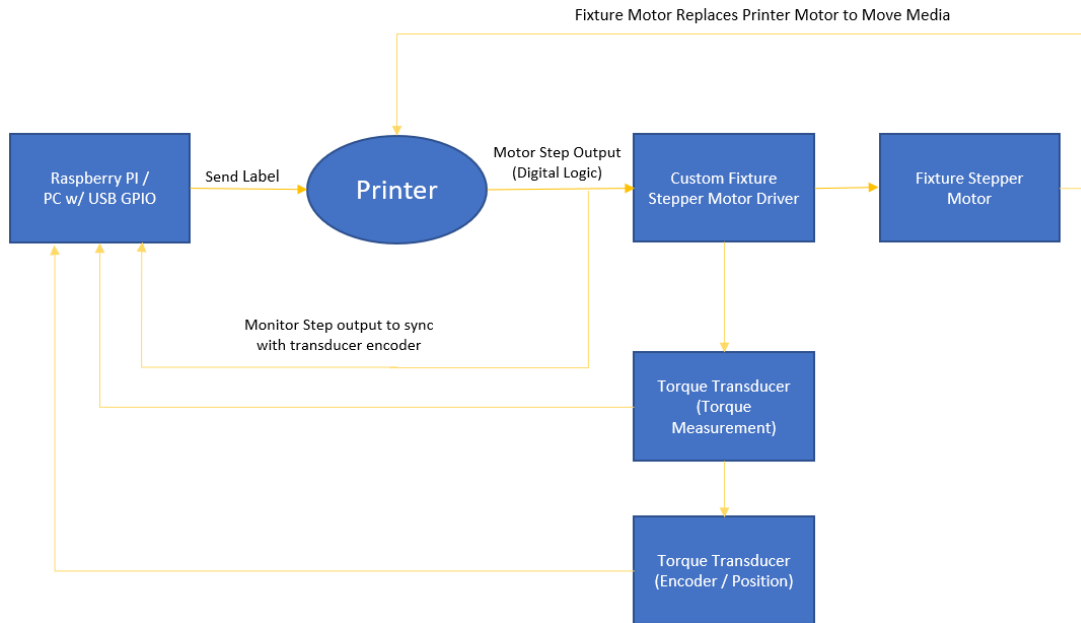 Fixture Motor Replaces Printer Motor to Move Media
Raspberry PI /
PC w/ USB GPIO
Send Label
Printer
Motor Step Output
(Digital Logic)
Custom Fixture
Stepper Motor Driver
Fixture Stepper
Motor
Monitor Step output to sync
with transducer encoder
Torque Transducer
(Torque
Measurement)
Torque Transducer
(Encoder / Position)